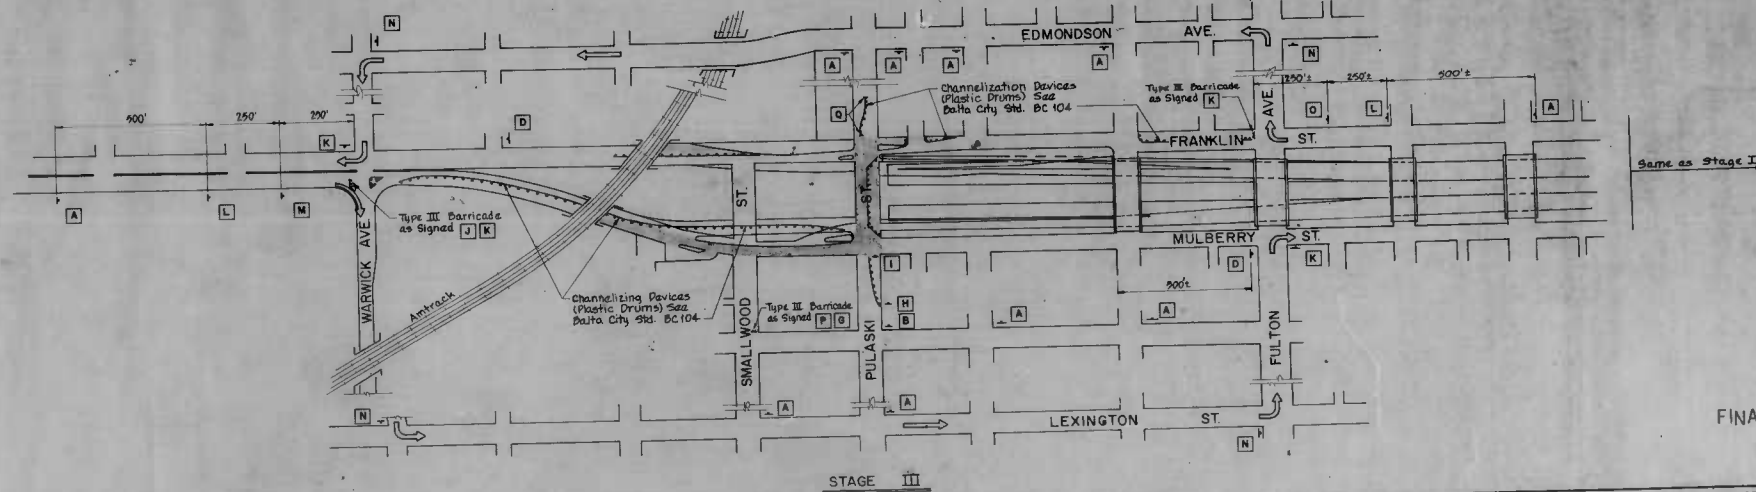 N
EDMONDSON AVE.
A
A
A
A
N
Channelization Devices
(Plastic Drums) See
Balto City Std. BC 104
Type III Barricade
as Signed K
250'±
250'±
500'±
AVE.
O
L
A
Q
D
K
500'
250'
250'
FRANKLIN ST.
Same as Stage I
A
L
M
Type III Barricade
as Signed J K
ST.
ST.
MULBERRY ST.
WARWICK AVE
Amtrack
Channelizing Devices
(Plastic Drums) See
Balto City Std. BC 104
Type III Barricade
as Signed P G
SMALLWOOD
PULASKI
I
H
B
D
K
500'±
A
A
FULTON
N
A
A
LEXINGTON ST.
N
FINA
STAGE III